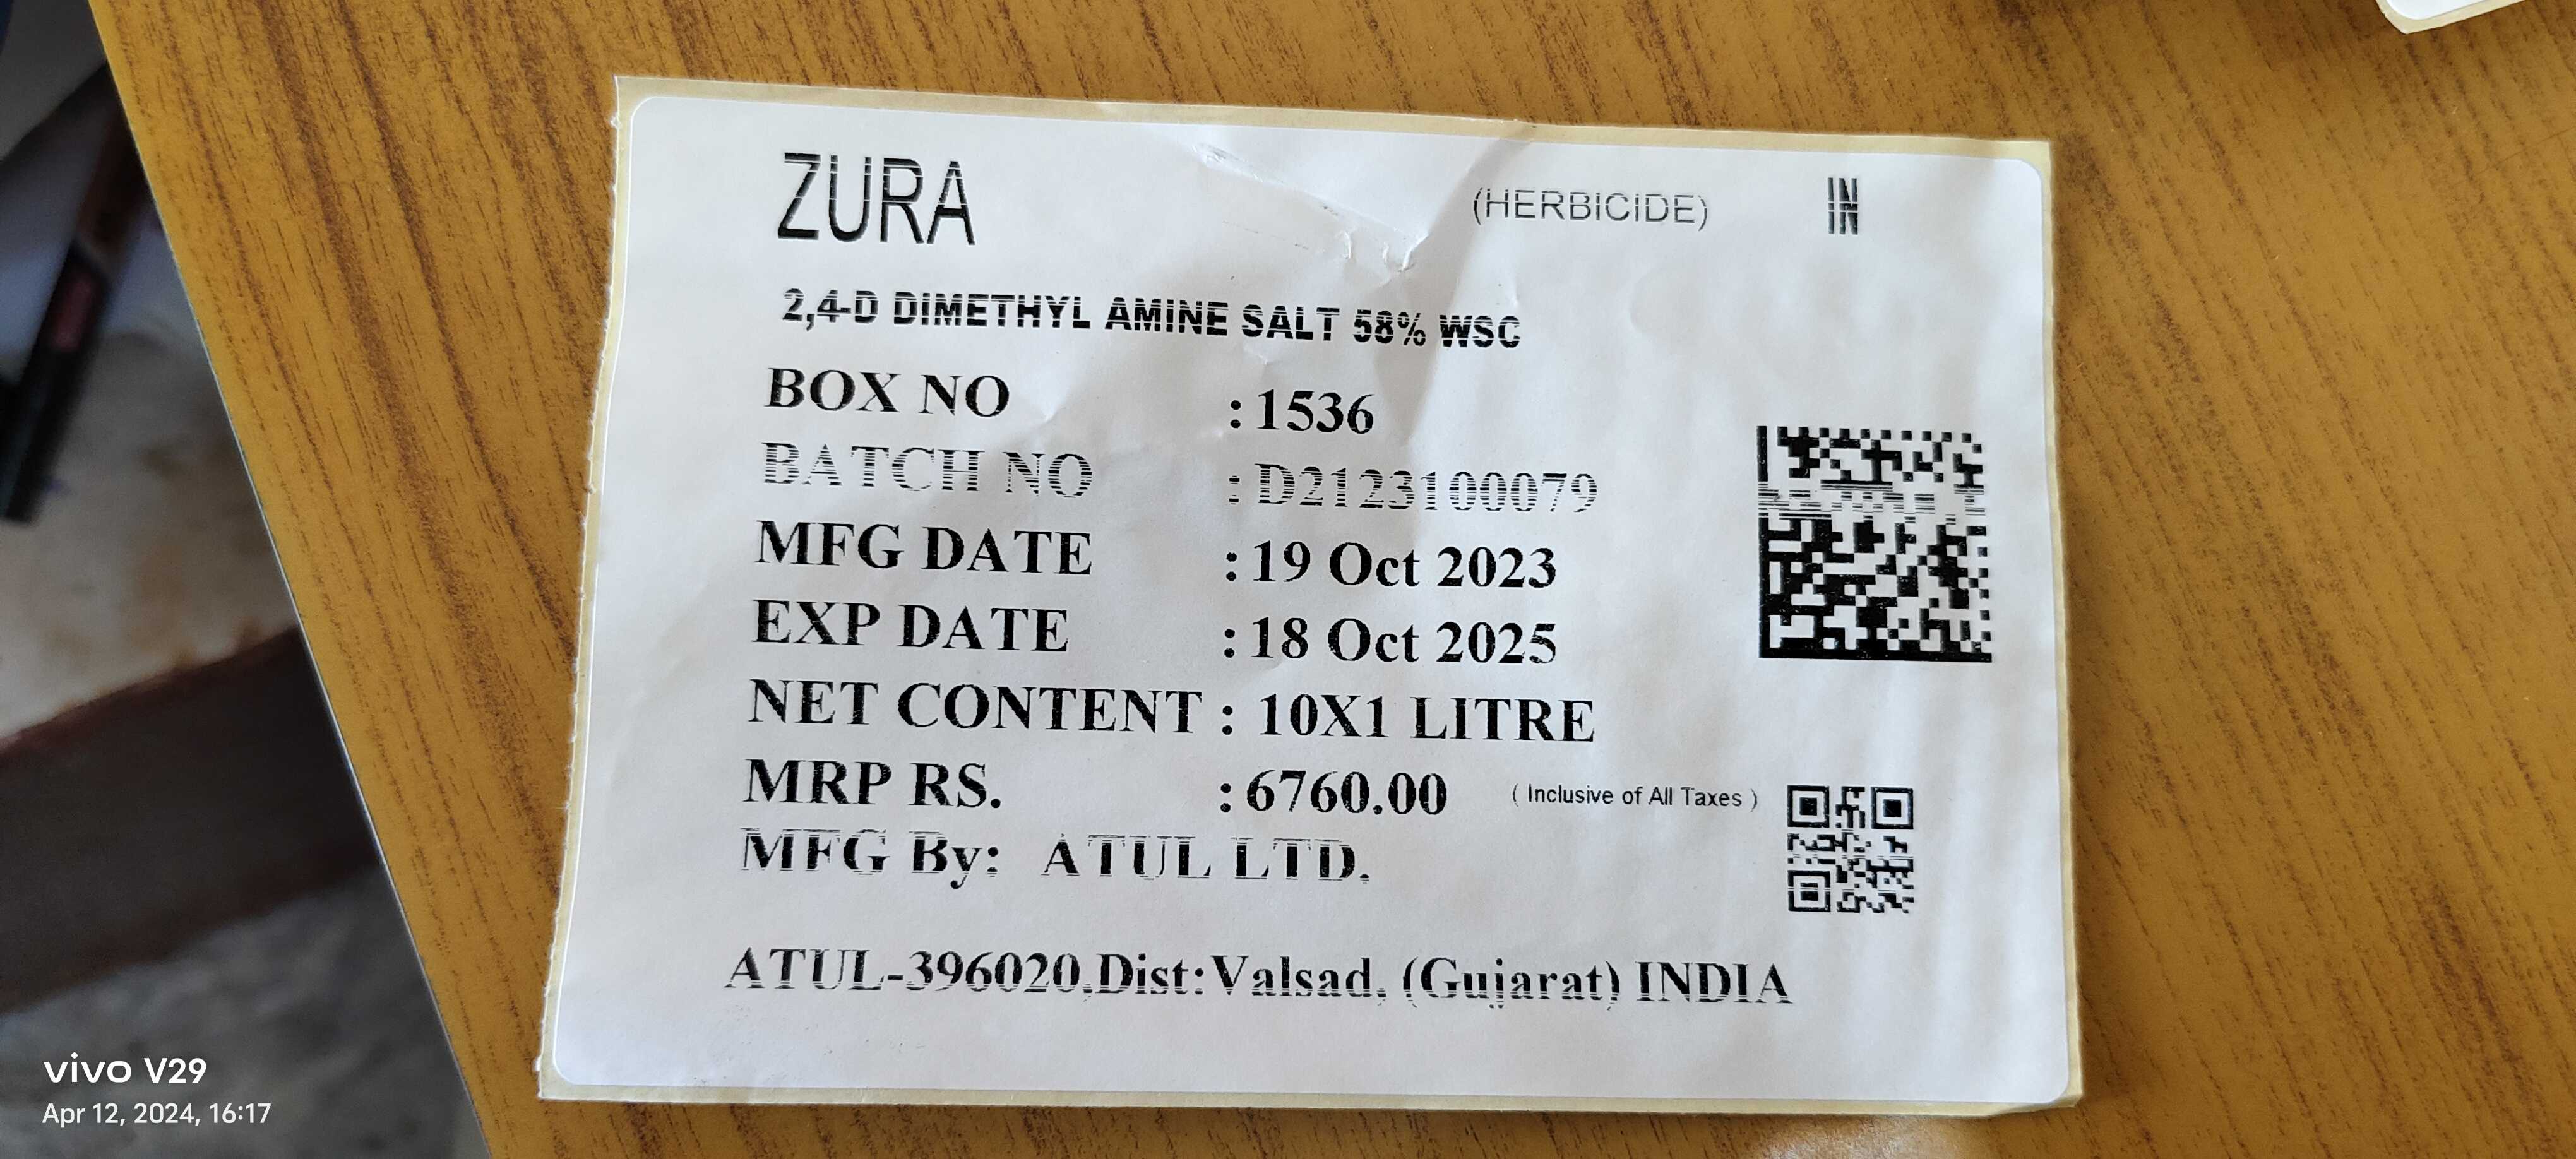 ZURA (HERBICIDE) IN
2,4-D DIMETHYL AMINE SALT 58% WSC
BOX NO : 1536
BATCH NO : D2123100079
MFG DATE : 19 Oct 2023
EXP DATE : 18 Oct 2025
NET CONTENT : 10X1 LITRE
MRP RS. : 6760.00 ( Inclusive of All Taxes )
MFG By: ATUL LTD.
ATUL-396020,Dist:Valsad, (Gujarat) INDIA
vivo V29
Apr 12, 2024, 16:17